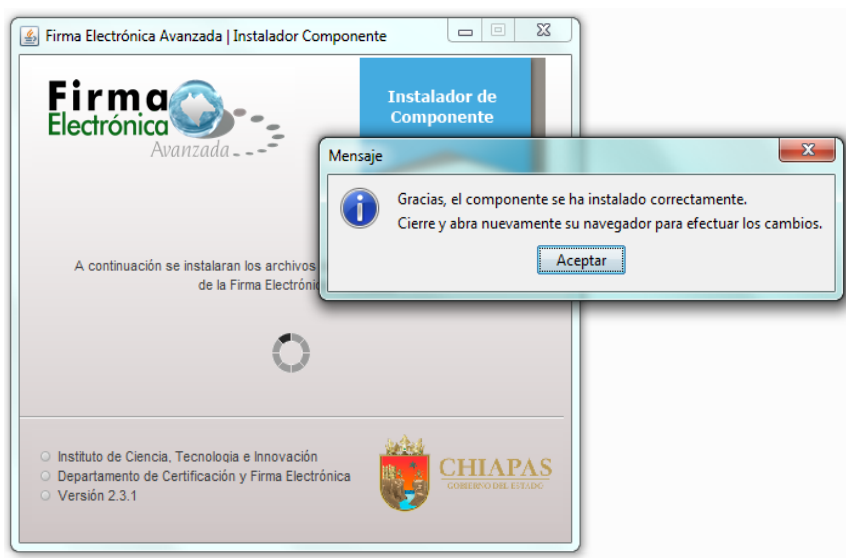 Firma Electrónica Avanzada | Instalador Componente
Firma
Electrónica
Avanzada
Instalador de
Componente
Mensaje
Gracias, el componente se ha instalado correctamente.
Cierre y abra nuevamente su navegador para efectuar los cambios.
Aceptar
A continuación se instalaran los archivos
de la Firma Electrónic
Instituto de Ciencia, Tecnologia e Innovación
Departamento de Certificación y Firma Electrónica
Versión 2.3.1
CHIAPAS
GOBIERNO DEL ESTADO